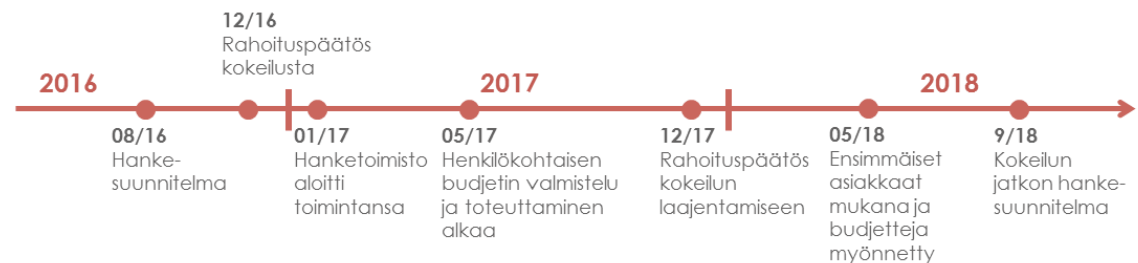 12/16
Rahoituspäätös
kokeilusta
2016
2017
2018
08/16
Hanke-
suunnitelma
01/17
Hanketoimisto
aloitti
toimintansa
05/17
Henkilökohtaisen
budjetin valmistelu
ja toteuttaminen
alkaa
12/17
Rahoituspäätös
kokeilun
laajentamiseen
05/18
Ensimmäiset
asiakkaat
mukana ja
budjetteja
myönnetty
9/18
Kokeilun
jatkon hanke-
suunnitelma